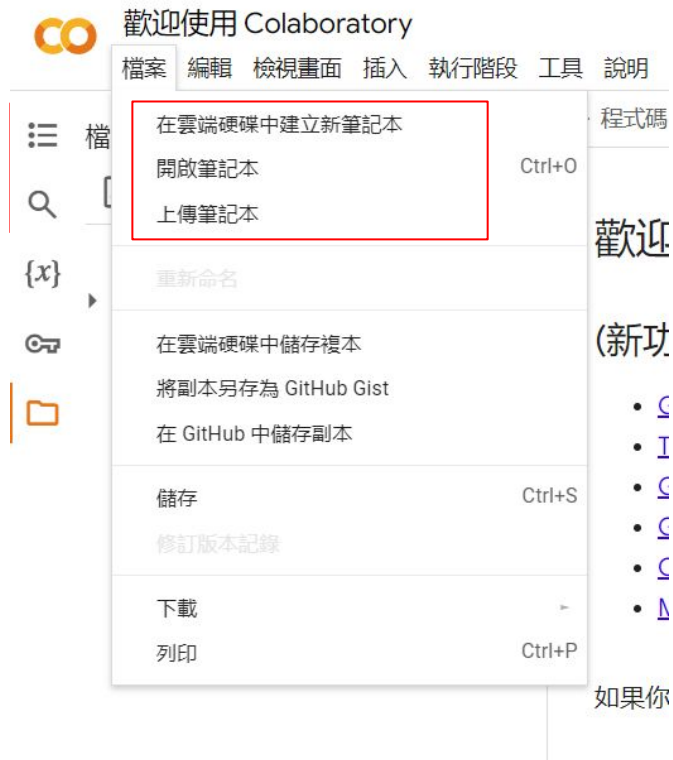 歡迎使用 Colaboratory
檔案 編輯 檢視畫面 插入 執行階段 工具 說明
檔
程式碼
在雲端硬碟中建立新筆記本
開啟筆記本 Ctrl+O
上傳筆記本
歡迎
{x}
重新命名
在雲端硬碟中儲存複本
(新功
將副本另存為 GitHub Gist
在 GitHub 中儲存副本
儲存 Ctrl+S
修訂版本記錄
下載
列印 Ctrl+P
如果你